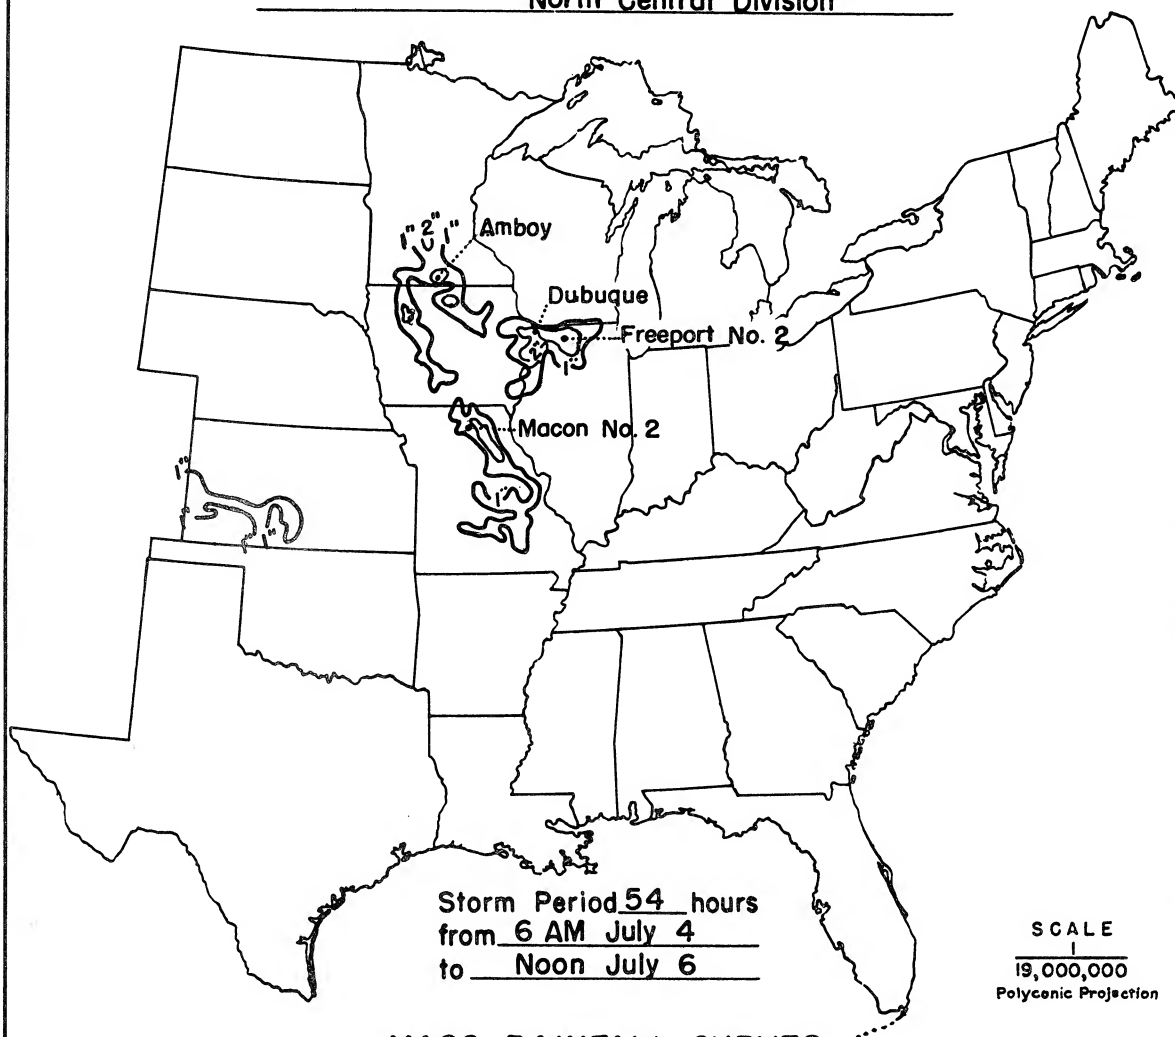 North Central Division
1" 2" 1"
Amboy
Dubuque
Freeport No. 2
2"
1"
Macon No. 2
1"
1"
1"
Storm Period 54 hours
from 6 AM July 4
to Noon July 6
SCALE
1
19,000,000
Polyconic Projection
MASS RAINFALL CURVES